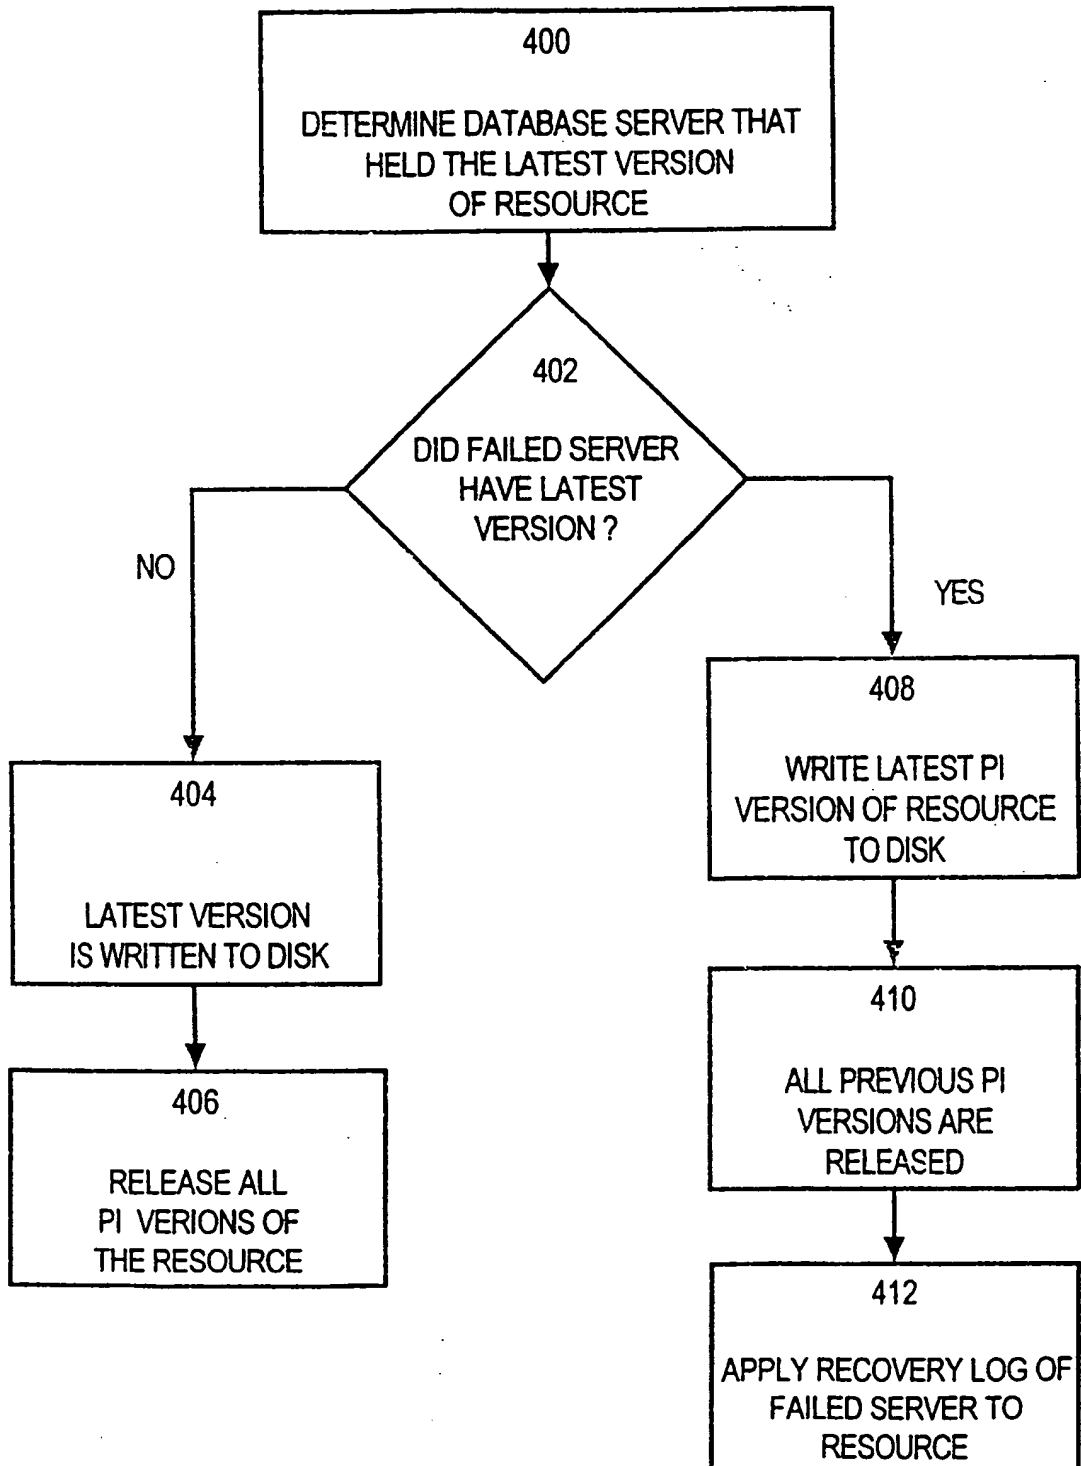 400
DETERMINE DATABASE SERVER THAT
HELD THE LATEST VERSION
OF RESOURCE
402
DID FAILED SERVER
HAVE LATEST
VERSION ?
NO
YES
404
LATEST VERSION
IS WRITTEN TO DISK
406
RELEASE ALL
PI VERIONS OF
THE RESOURCE
408
WRITE LATEST PI
VERSION OF RESOURCE
TO DISK
410
ALL PREVIOUS PI
VERSIONS ARE
RELEASED
412
APPLY RECOVERY LOG OF
FAILED SERVER TO
RESOURCE